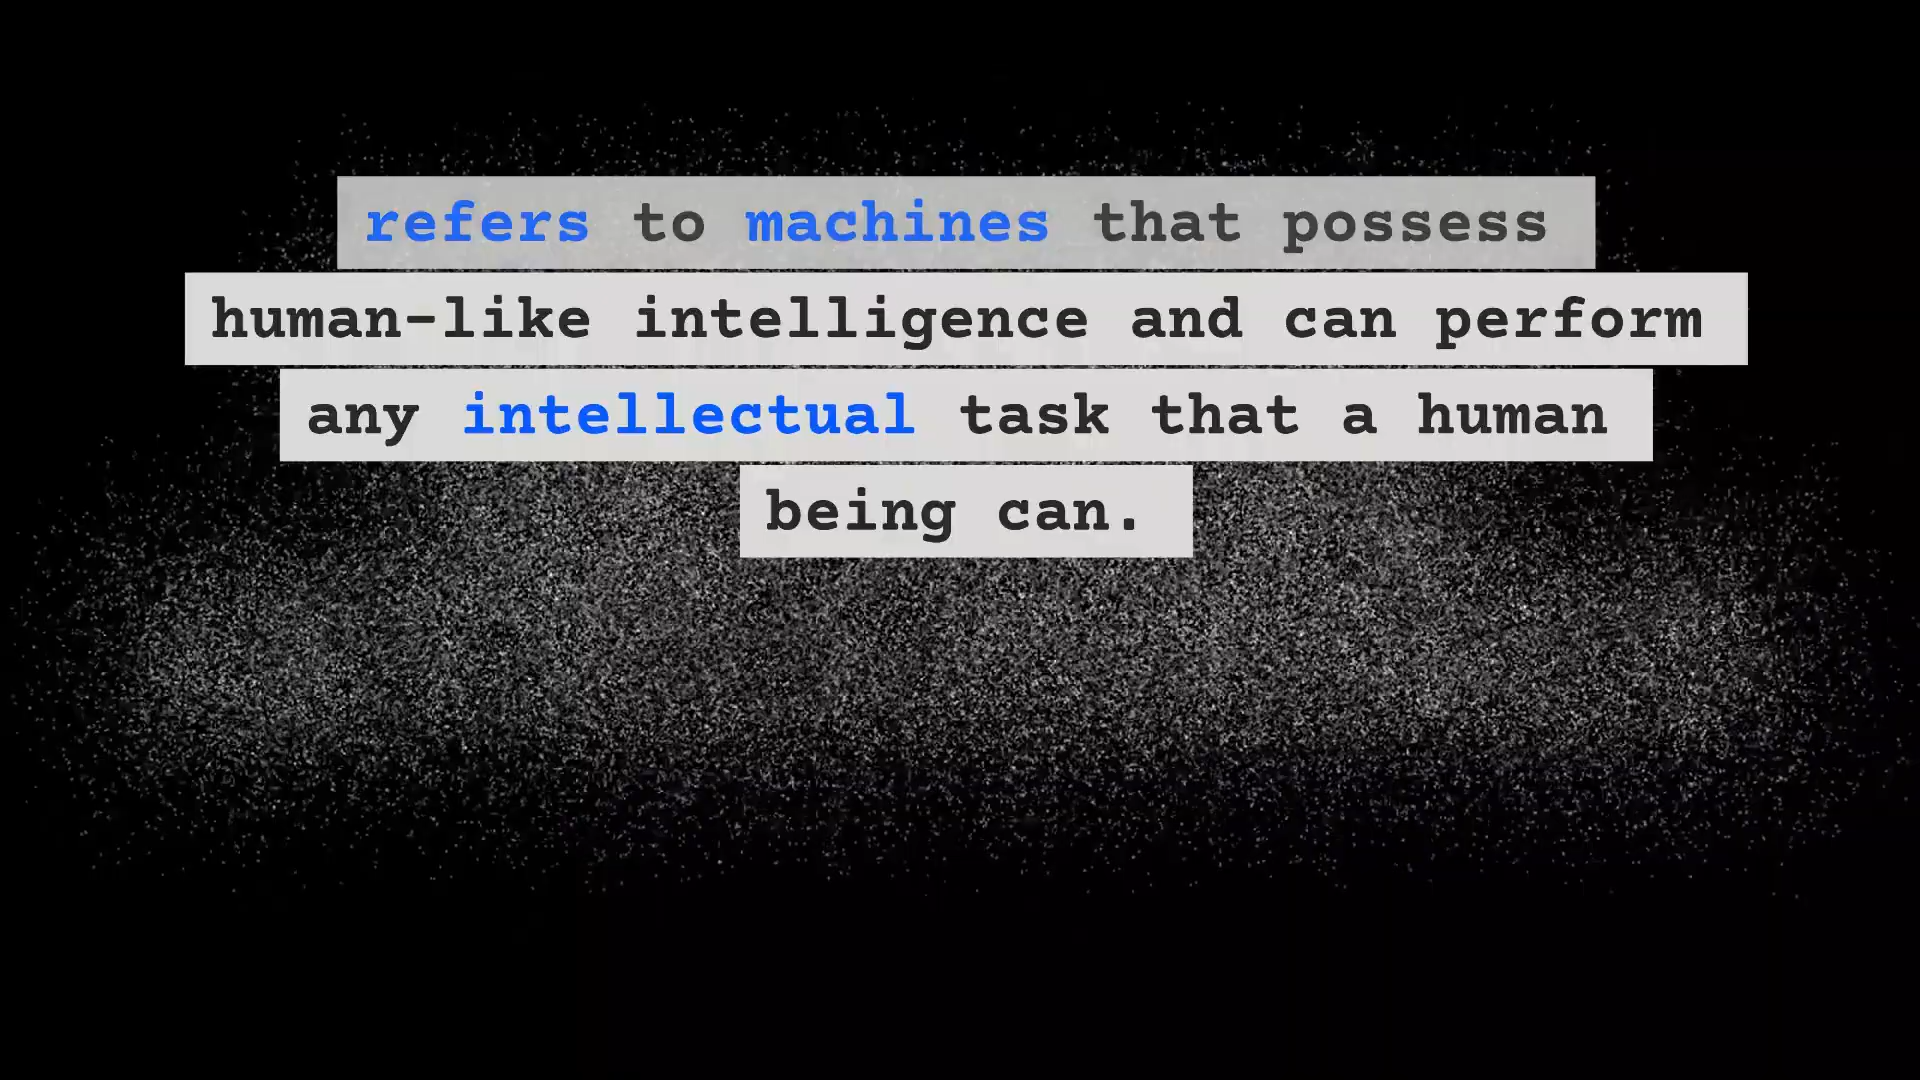 refers to machines that possess
human-like intelligence and can perform
any intellectual task that a human
being can.